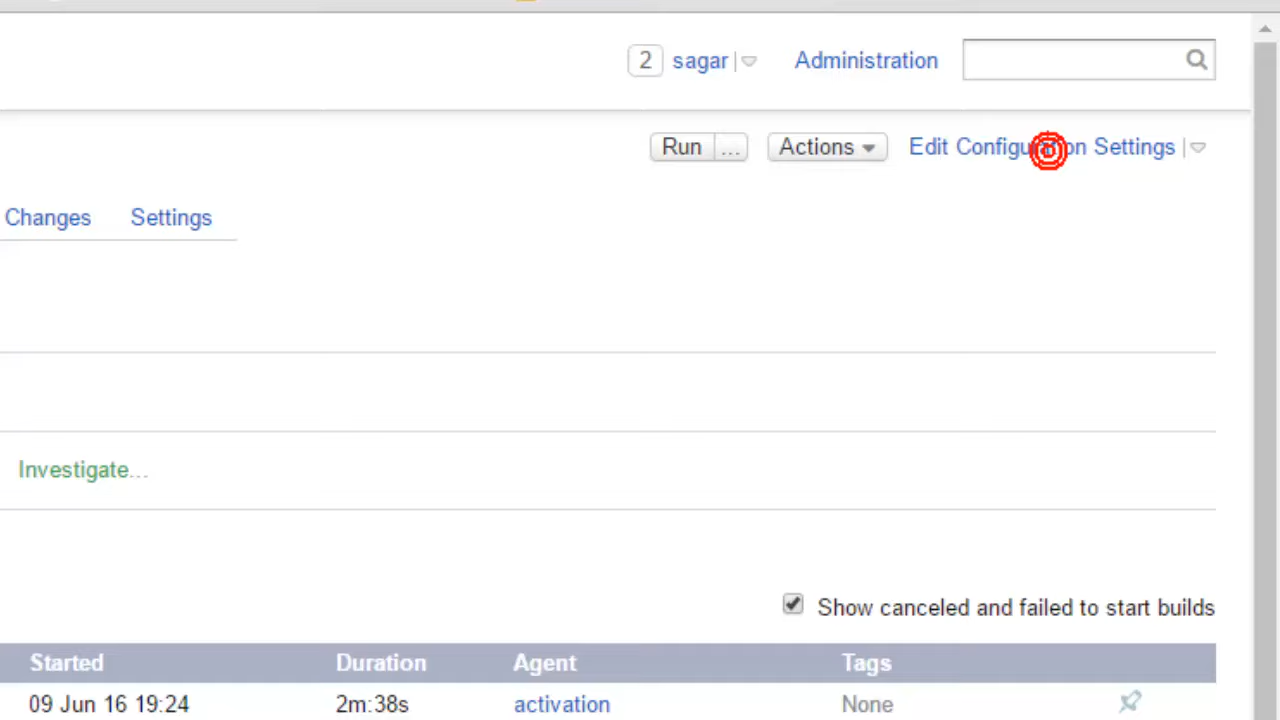 2 sagar Administration
Run ... Actions Edit Configuration Settings
Changes Settings
Investigate...
Show canceled and failed to start builds
Started Duration Agent Tags
09 Jun 16 19:24 2m:38s activation None